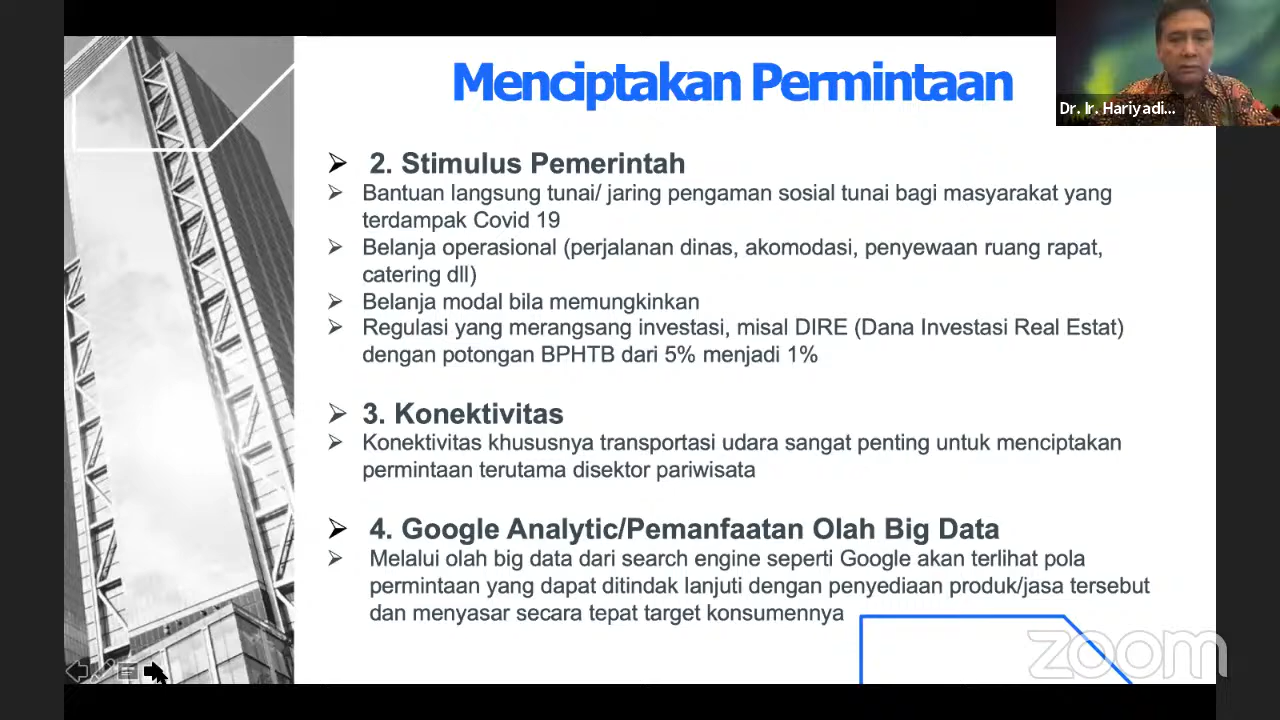 Menciptakan Permintaan
Dr. Ir. Hariyadi...
➢ 2. Stimulus Pemerintah
➢ Bantuan langsung tunai/ jaring pengaman sosial tunai bagi masyarakat yang
terdampak Covid 19
➢ Belanja operasional (perjalanan dinas, akomodasi, penyewaan ruang rapat,
catering dll)
➢ Belanja modal bila memungkinkan
➢ Regulasi yang merangsang investasi, misal DIRE (Dana Investasi Real Estat)
dengan potongan BPHTB dari 5% menjadi 1%
➢ 3. Konektivitas
➢ Konektivitas khususnya transportasi udara sangat penting untuk menciptakan
permintaan terutama disektor pariwisata
➢ 4. Google Analytic/Pemanfaatan Olah Big Data
➢ Melalui olah big data dari search engine seperti Google akan terlihat pola
permintaan yang dapat ditindak lanjuti dengan penyediaan produk/jasa tersebut
dan menyasar secara tepat target konsumennya
zoom